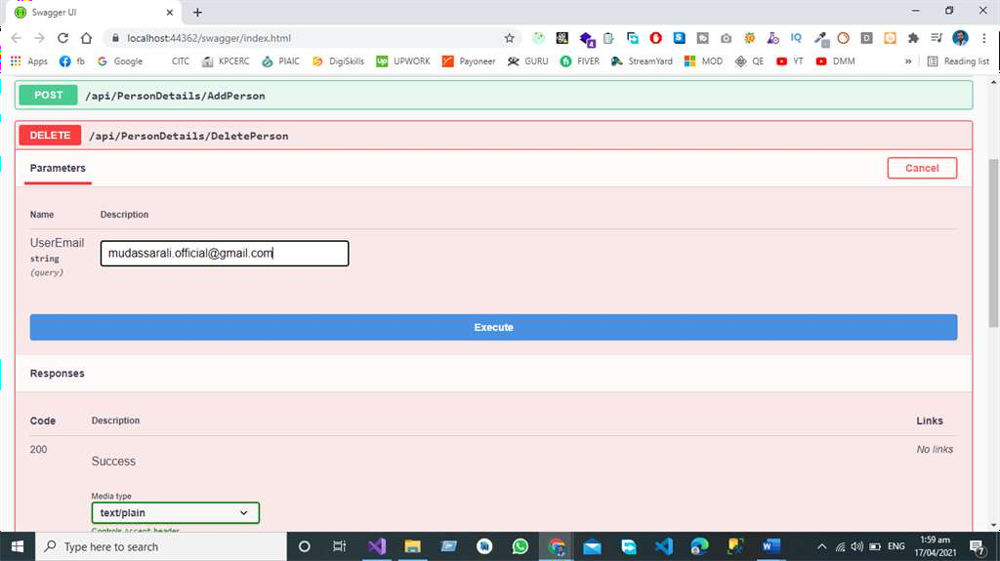 Swagger UI
localhost:44362/swagger/index.html
4
Apps fb Google CITC KPCERC PIAIC DigiSkills Up UPWORK Payoneer GURU FIVER StreamYard MOD QE YT DMM » Reading list
POST /api/PersonDetails/AddPerson
DELETE /api/PersonDetails/DeletePerson
Parameters Cancel
Name Description
UserEmail
string
(query)
mudassarali.official@gmail.com
Execute
Responses
Code Description Links
200 Success No links
Media type
text/plain
Controls Accept header
Type here to search
ENG
1:59 am
17/04/2021
7